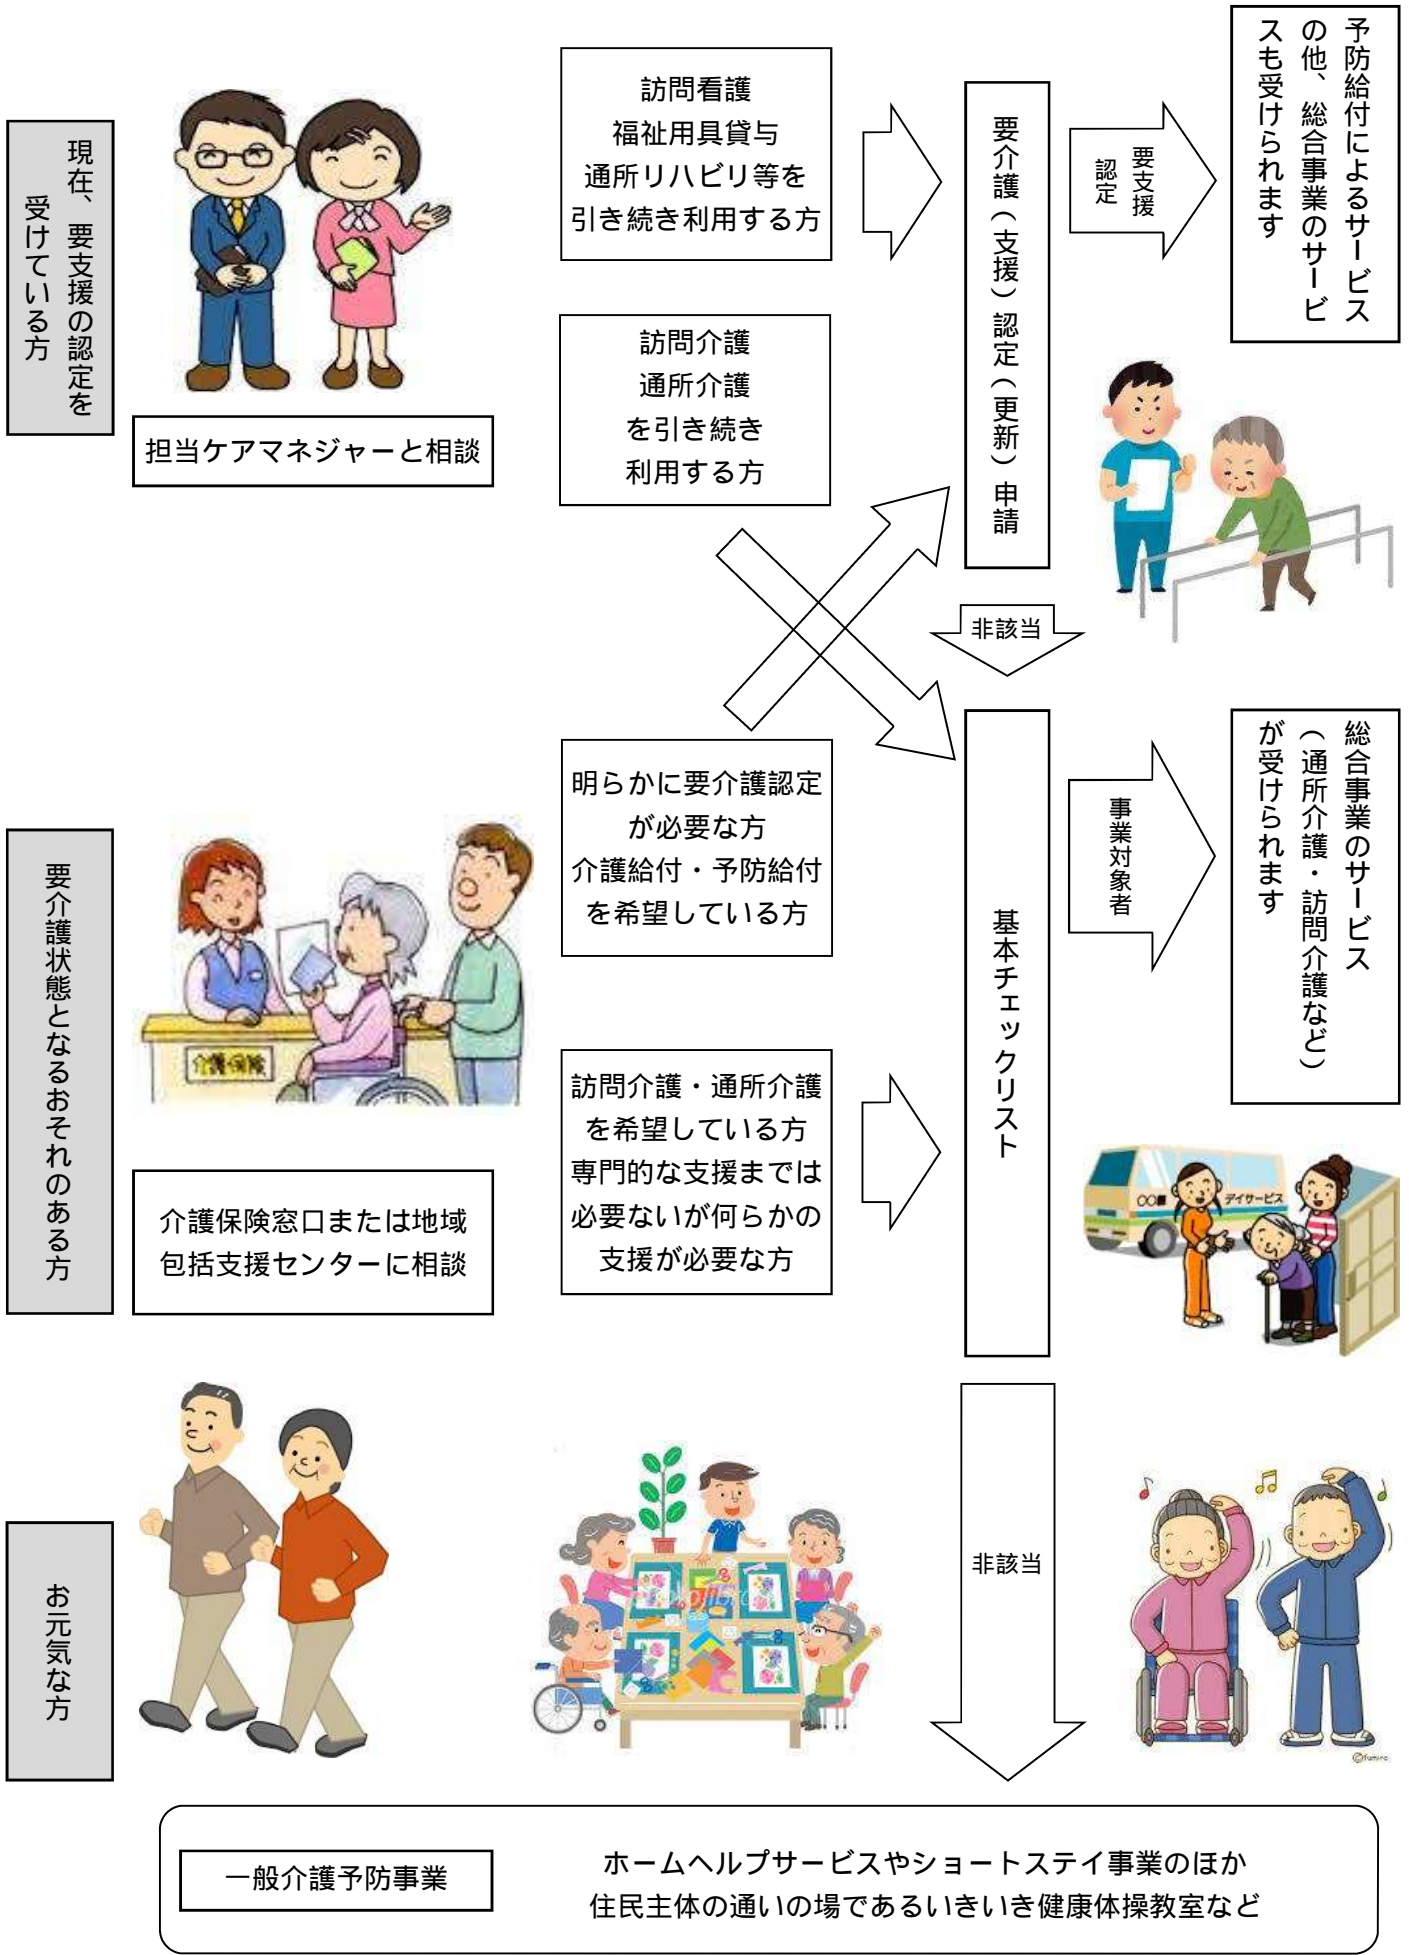 現在、要支援の認定を
受けている方
担当ケアマネジャーと相談
訪問看護
福祉用具貸与
通所リハビリ等を
引き続き利用する方
訪問介護
通所介護
を引き続き
利用する方
要介護(支援)認定(更新)申請
要支援
認定
予防給付によるサービス
の他、総合事業のサービ
スも受けられます
非該当
要介護状態となるおそれのある方
介護保険
介護保険窓口または地域
包括支援センターに相談
明らかに要介護認定
が必要な方
介護給付・予防給付
を希望している方
訪問介護・通所介護
を希望している方
専門的な支援までは
必要ないが何らかの
支援が必要な方
基本チェックリスト
事業対象者
総合事業のサービス
(通所介護・訪問介護など)
が受けられます
〇〇■ デイサービス
お元気な方
非該当
©fumira
一般介護予防事業
ホームヘルプサービスやショートステイ事業のほか
住民主体の通いの場であるいきいき健康体操教室など